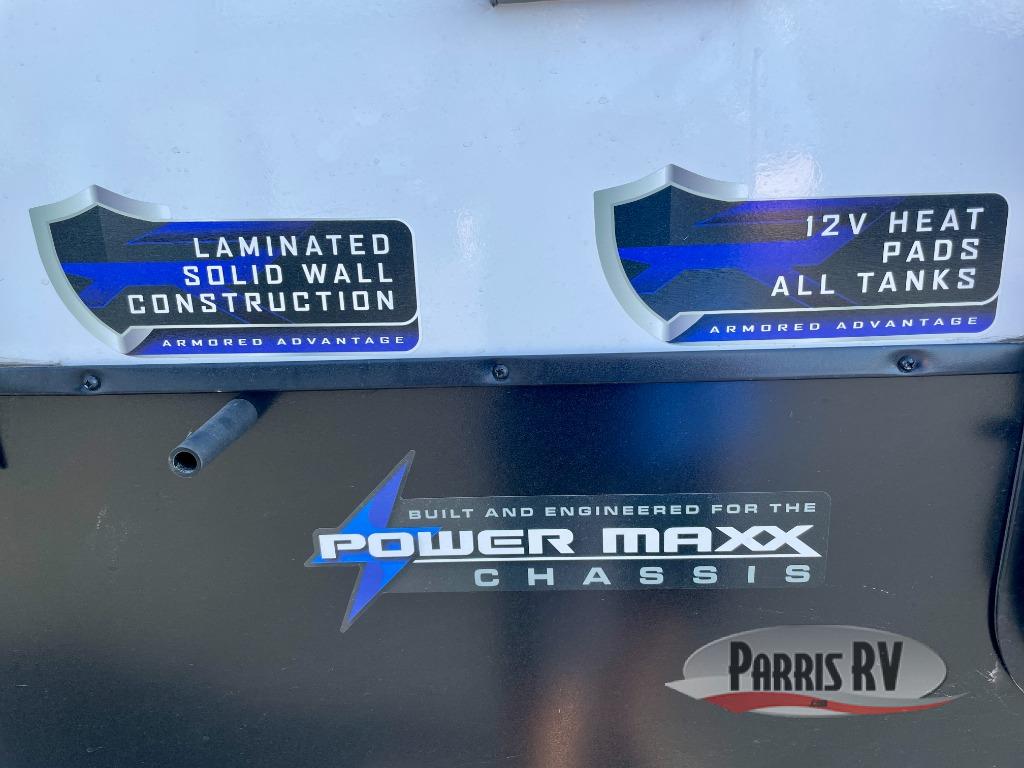 LAMINATED
SOLID WALL
CONSTRUCTION
ARMORED ADVANTAGE
12V HEAT
PADS
ALL TANKS
ARMORED ADVANTAGE
BUILT AND ENGINEERED FOR THE
POWER MAXX
CHASSIS
PARRIS RV
.com